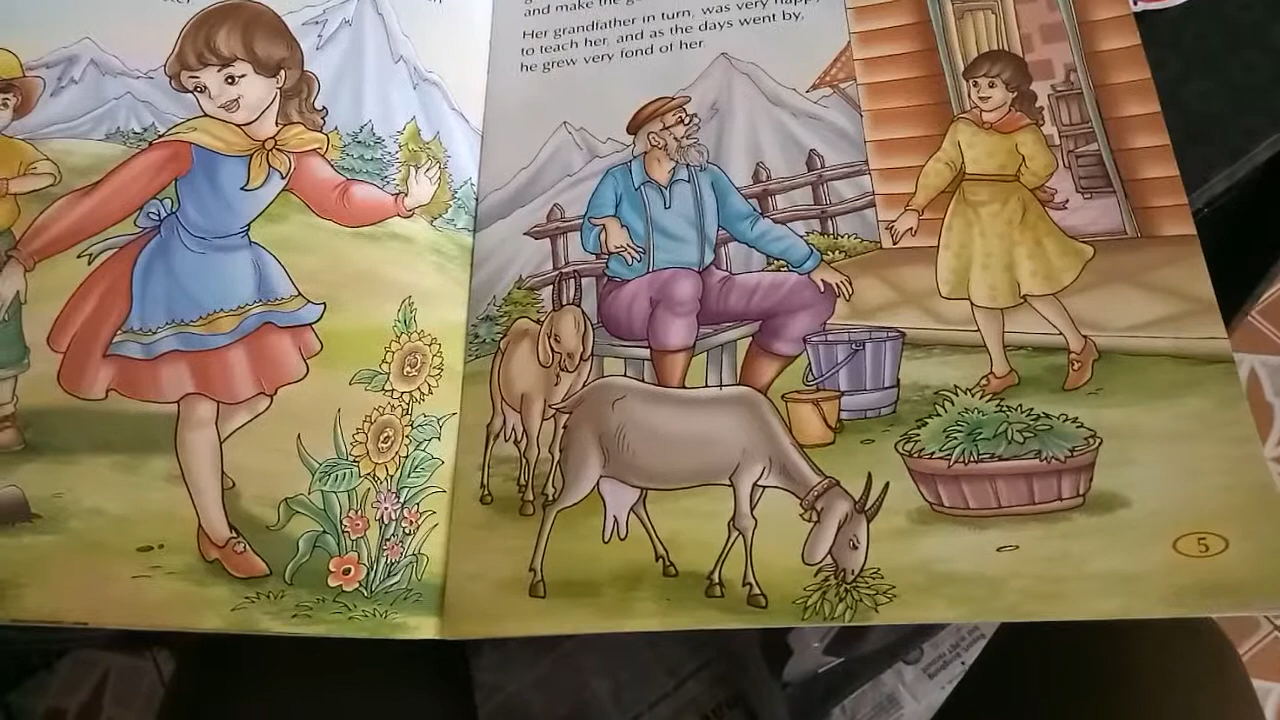 and make the
Her grandfather in turn, was very happy
to teach her, and as the days went by,
he grew very fond of her.
5